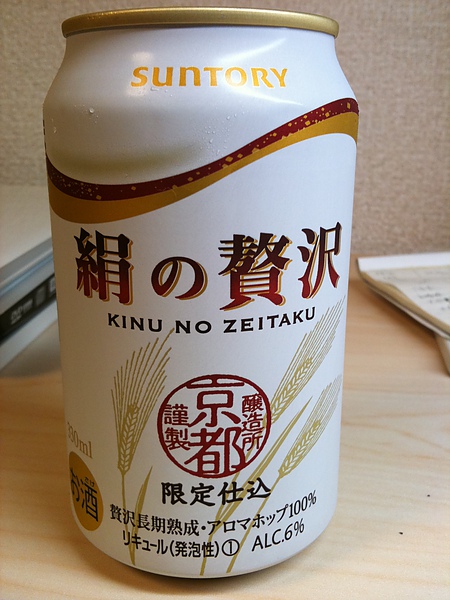 SUNTORY
絹の贅沢
KINU NO ZEITAKU
京都
醸造所
謹製
限定仕込
お酒
贅沢長期熟成・アロマホップ100%
リキュール(発泡性)① ALC.6%